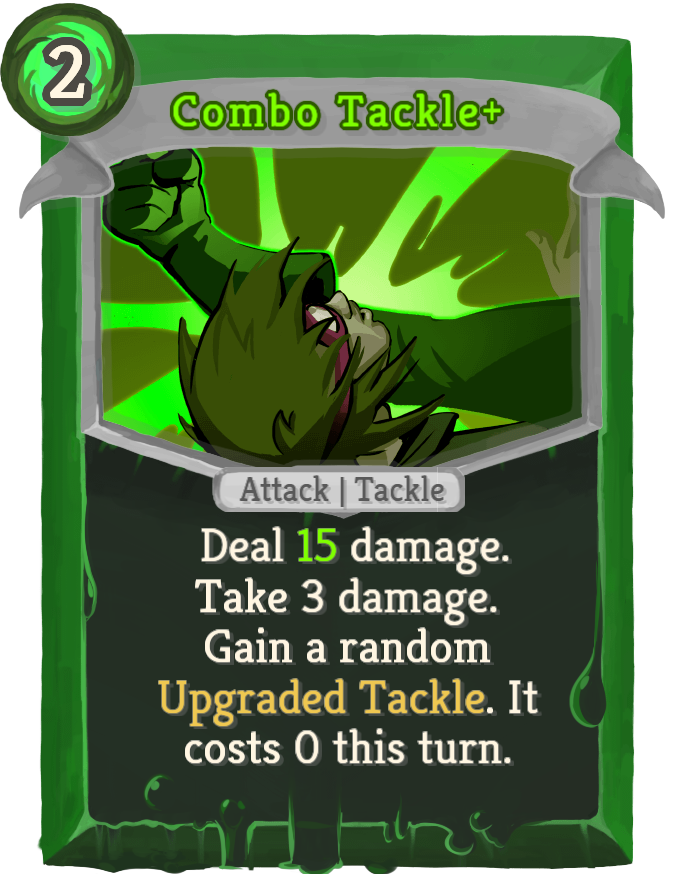 2
Combo Tackle+
Attack | Tackle
Deal 15 damage.
Take 3 damage.
Gain a random
Upgraded Tackle. It
costs 0 this turn.